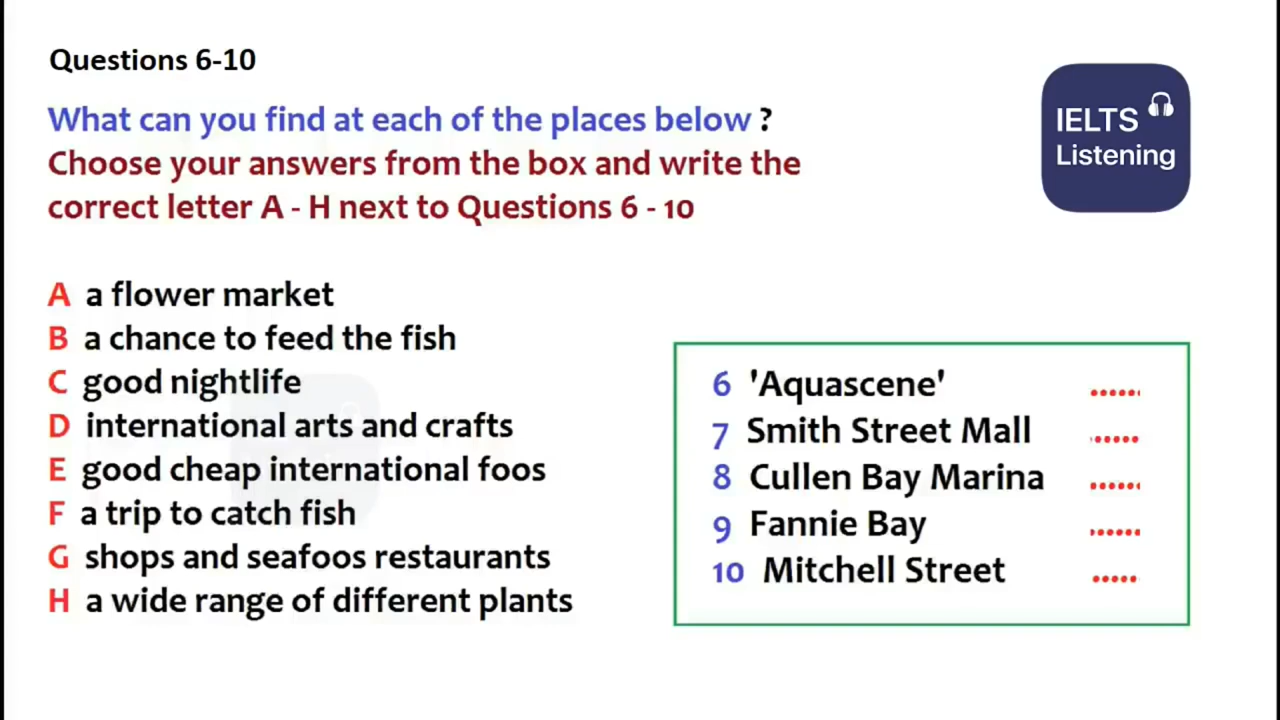 Questions 6-10
IELTS
Listening
What can you find at each of the places below ?
Choose your answers from the box and write the
correct letter A - H next to Questions 6 - 10
A a flower market
B a chance to feed the fish
C good nightlife
D international arts and crafts
E good cheap international foos
F a trip to catch fish
G shops and seafoos restaurants
H a wide range of different plants
6 'Aquascene' ......
7 Smith Street Mall ......
8 Cullen Bay Marina ......
9 Fannie Bay ......
10 Mitchell Street .....